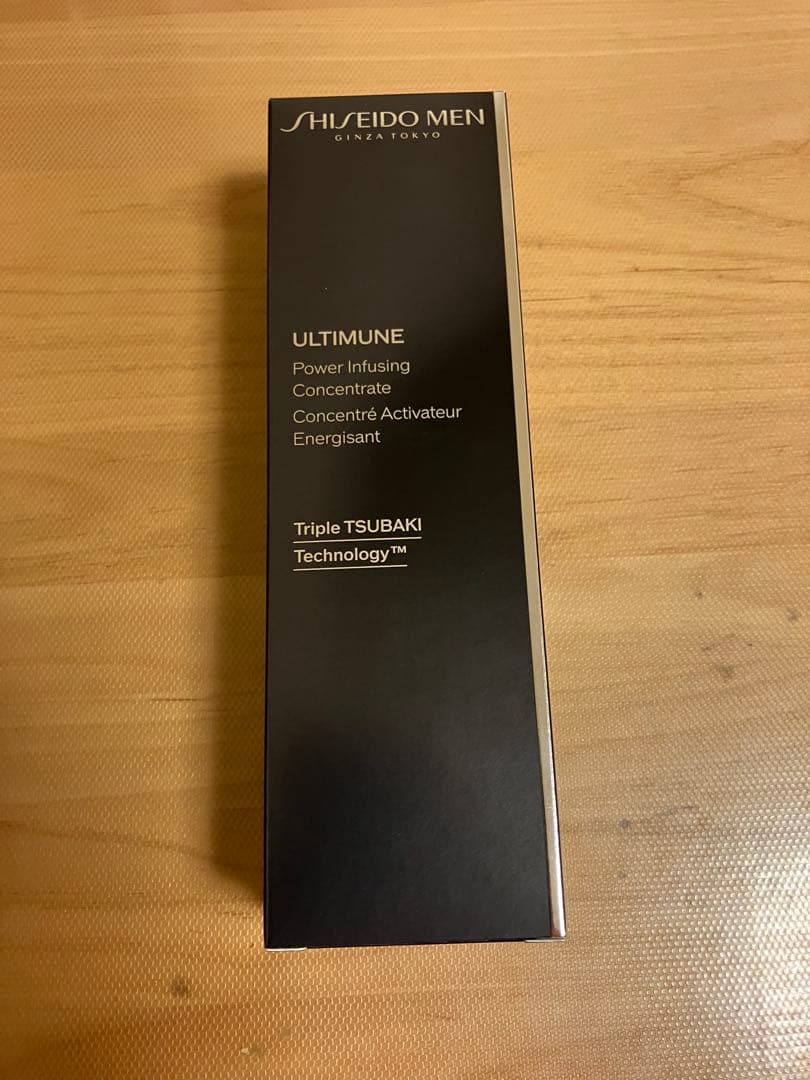 SHISEIDO MEN
GINZA TOKYO
ULTIMUNE
Power Infusing
Concentrate
Concentré Activateur
Energisant
Triple TSUBAKI
Technology™